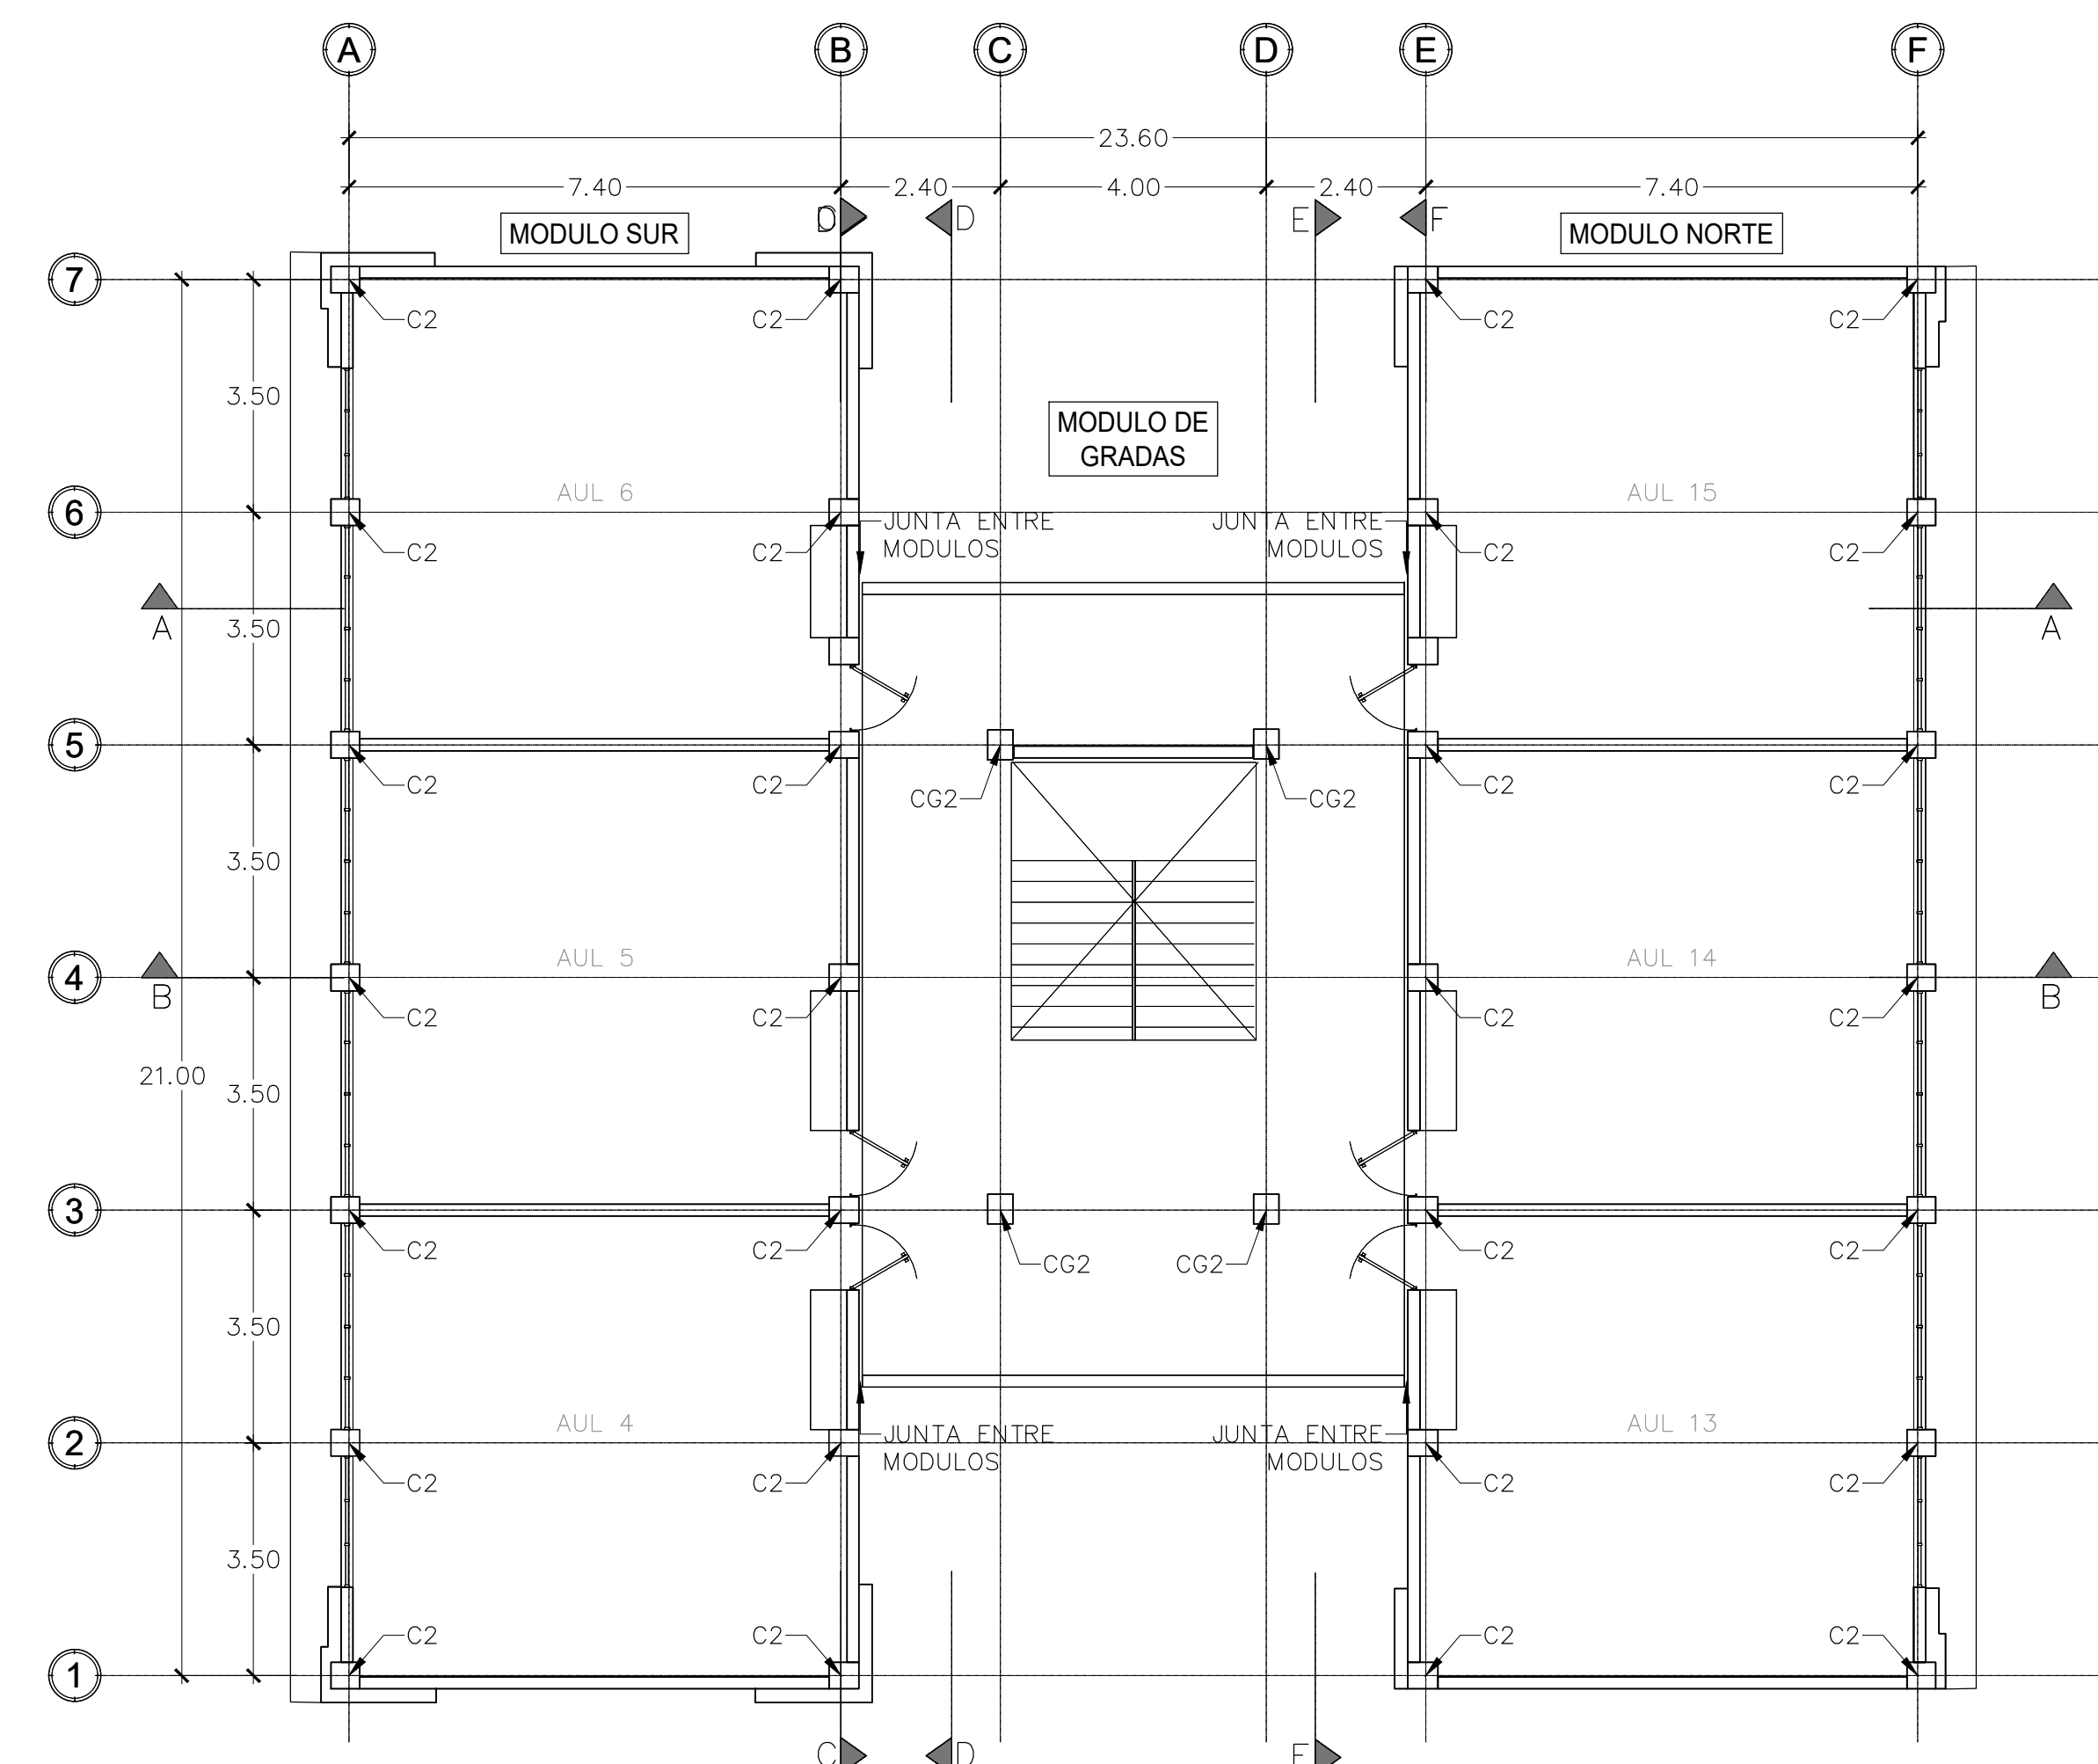 A B C D E F
23.60
7.40 2.40 4.00 2.40 7.40
MODULO SUR D D E F MODULO NORTE
7
C2 C2 C2 C2
3.50
MODULO DE
GRADAS
AUL 6 AUL 15
6
JUNTA ENTRE JUNTA ENTRE
C2 C2 MODULOS MODULOS C2 C2
A 3.50 A
5
C2 C2 CG2 CG2 C2 C2
3.50
AUL 5 AUL 14
4
B B
C2 C2 C2 C2
21.00
3.50
3
C2 C2 CG2 CG2 C2 C2
3.50
AUL 4 AUL 13
2
JUNTA ENTRE JUNTA ENTRE
MODULOS MODULOS
C2 C2 C2 C2
3.50
C2 C2 C2 C2
1
C D